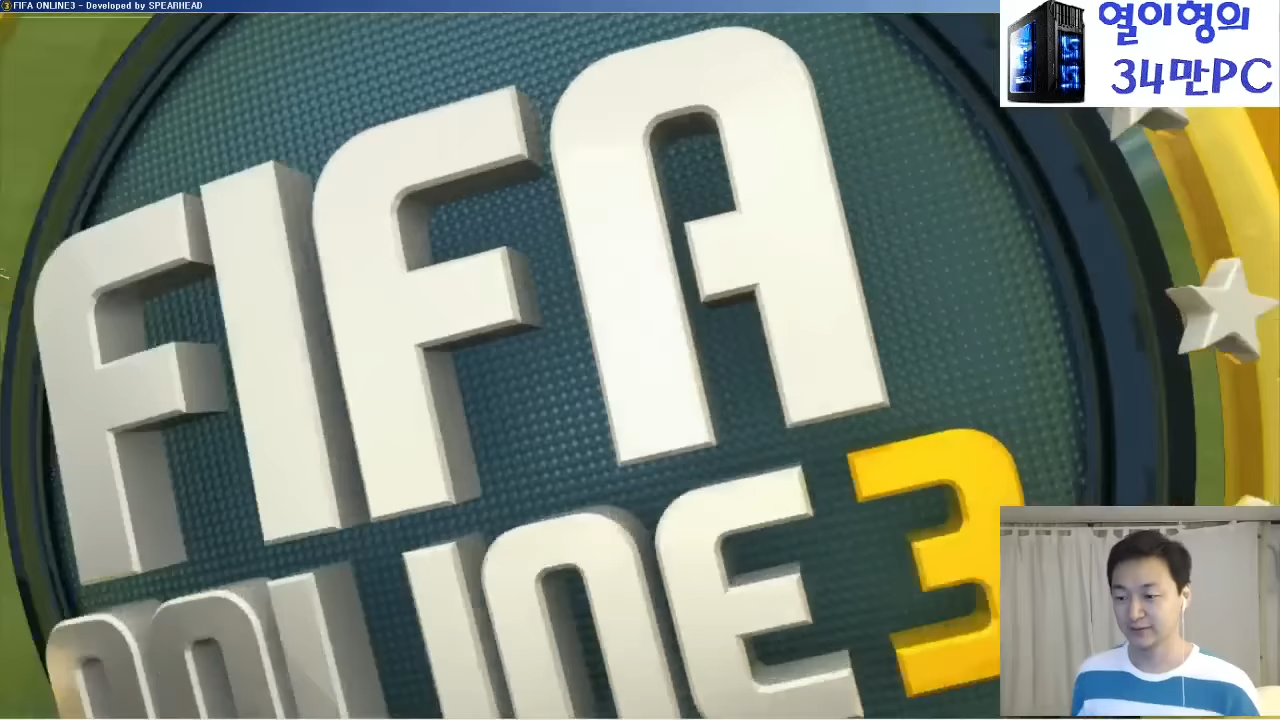 FIFA ONLINE3 - Developed by SPEARHEAD
열이형의
34만PC
FIFA
ONLINE 3